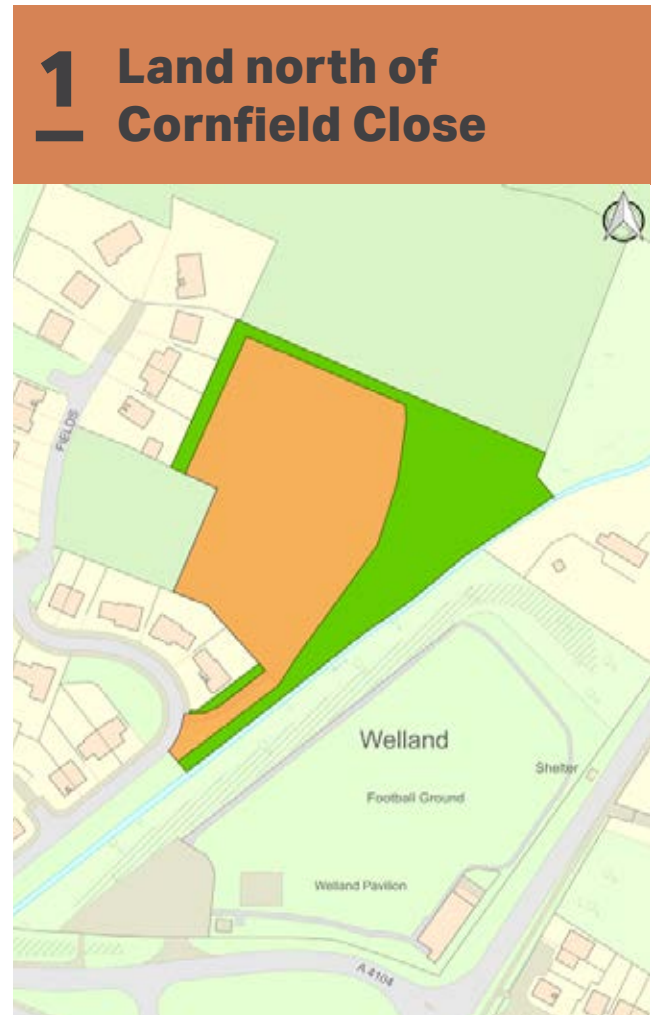 1 Land north of
Cornfield Close
FIELDS
Welland
Shelter
Football Ground
Welland Pavilion
A 4104